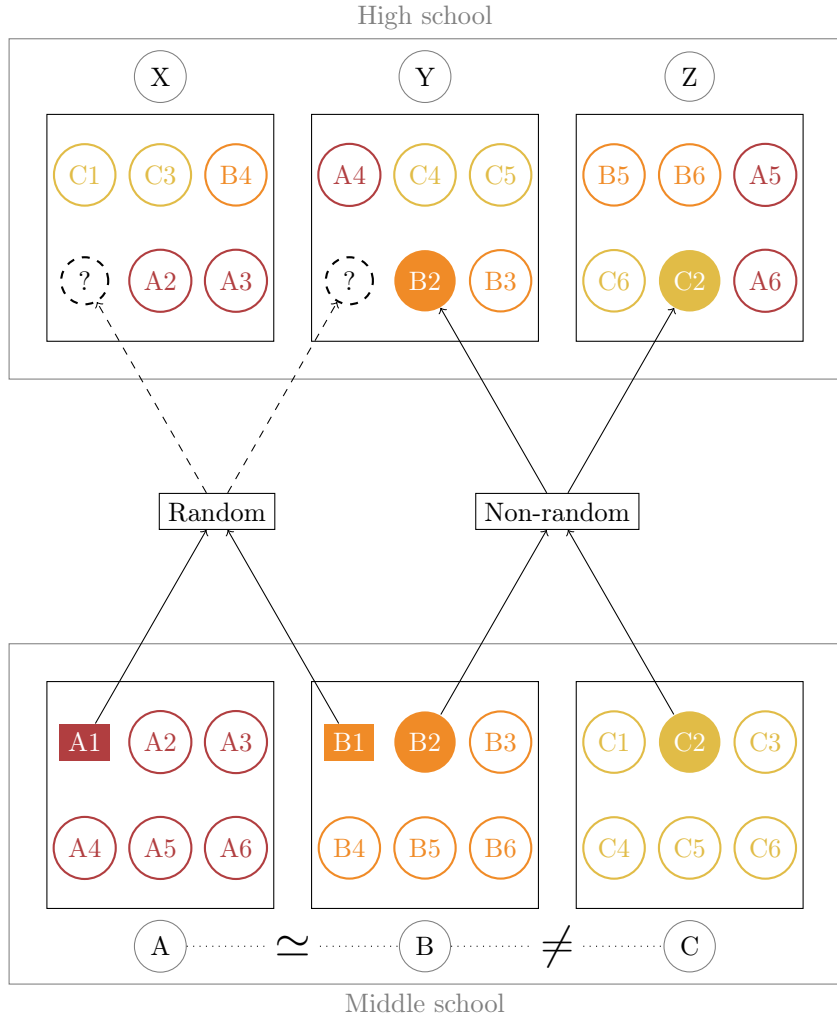 High school
X Y Z
C1 C3 B4 A4 C4 C5 B5 B6 A5
? A2 A3 ? B2 B3 C6 C2 A6
Random Non-random
A1 A2 A3 B1 B2 B3 C1 C2 C3
A4 A5 A6 B4 B5 B6 C4 C5 C6
A ≃ B ≠ C
Middle school